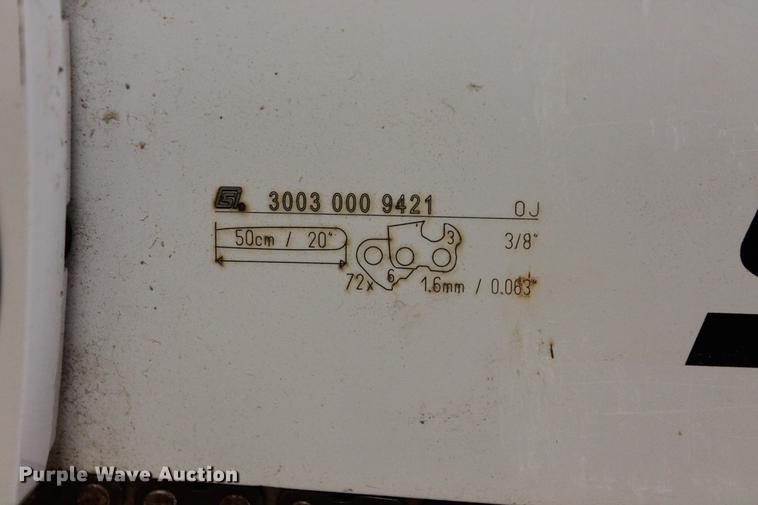 3003 000 9421 0J
50cm / 20" 3 3/8"
72x 6 1.6mm / 0.063"
Purple Wave Auction